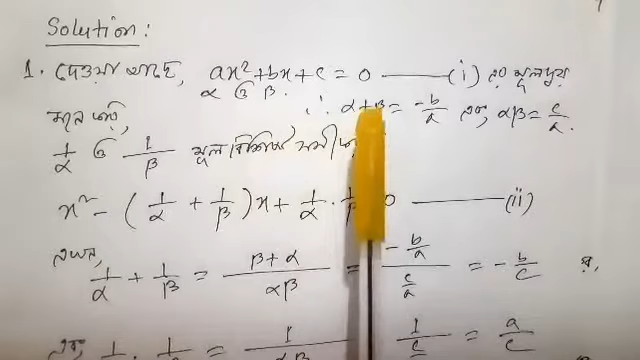 Solution:
1. দেওয়া আছে, ax² + bx + c = 0 ——— (i) এর মূলদ্বয়
α ও β.
মনে করি, ∴ α + β = -b/a এবং, αβ = c/a.
1/α ও 1/β মূল বিশিষ্ট
x² - (1/α + 1/β)x + 1/α · 1/β 0 ——— (ii)
এখন,
1/α + 1/β = β + α / αβ = -b/a / c/a = - b/c
এবং 1/α · 1/β = 1/αβ 1/c = a/c